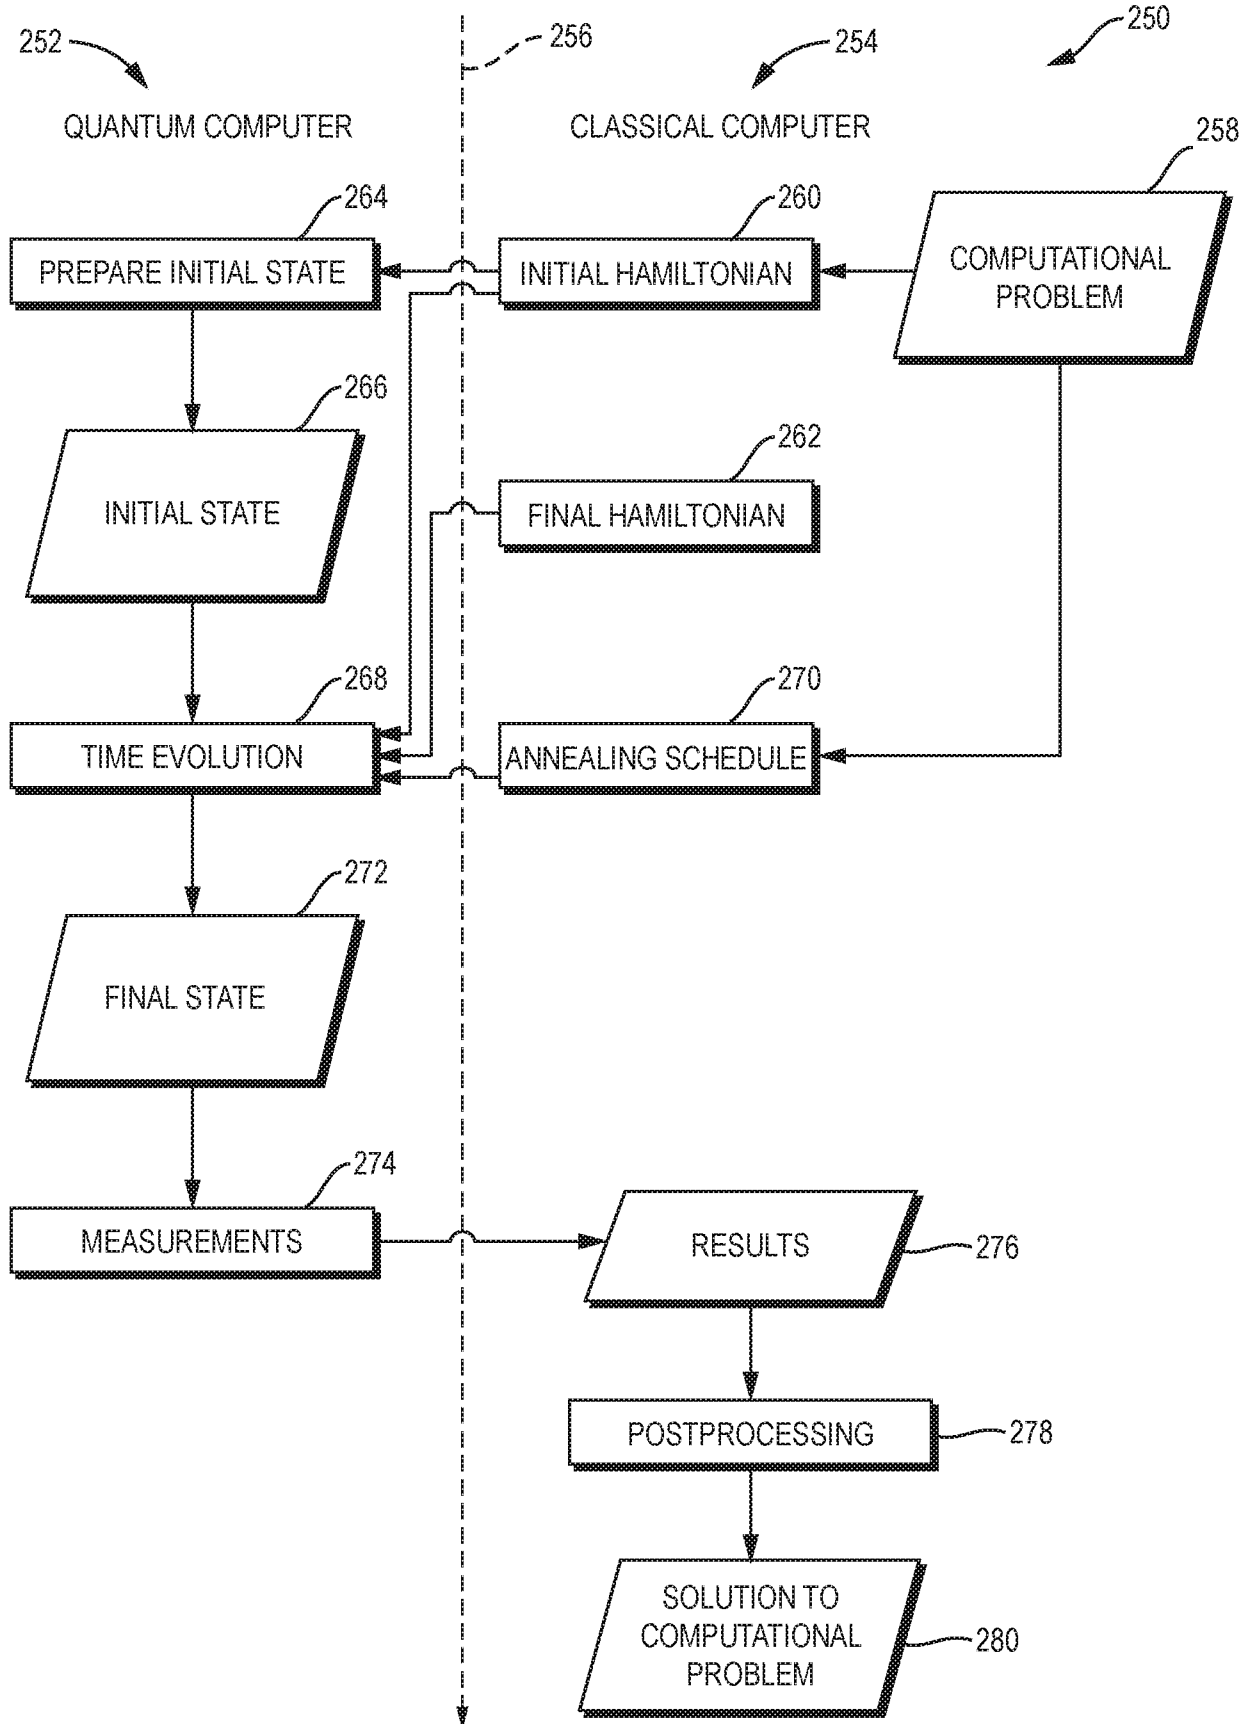 250
252
256
254
QUANTUM COMPUTER
CLASSICAL COMPUTER
258
264
260
PREPARE INITIAL STATE
INITIAL HAMILTONIAN
COMPUTATIONAL
PROBLEM
266
262
INITIAL STATE
FINAL HAMILTONIAN
268
270
TIME EVOLUTION
ANNEALING SCHEDULE
272
FINAL STATE
274
MEASUREMENTS
RESULTS
276
POSTPROCESSING
278
SOLUTION TO
COMPUTATIONAL
PROBLEM
280